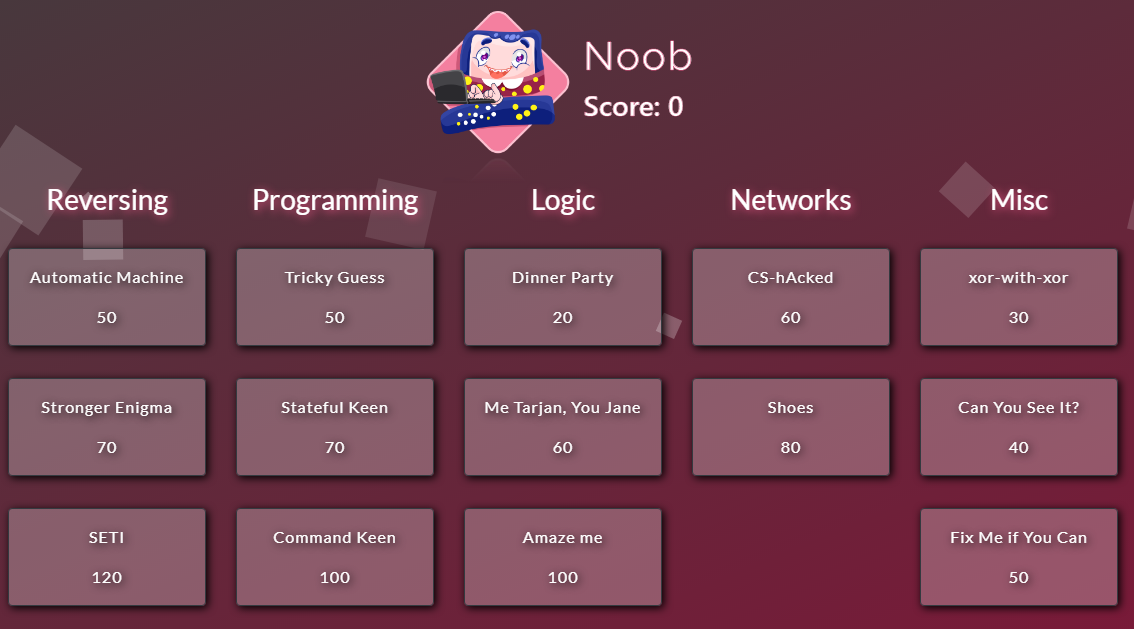 Noob
Score: 0
Reversing
Programming
Logic
Networks
Misc
Automatic Machine
50
Tricky Guess
50
Dinner Party
20
CS-hAcked
60
xor-with-xor
30
Stronger Enigma
70
Stateful Keen
70
Me Tarjan, You Jane
60
Shoes
80
Can You See It?
40
SETI
120
Command Keen
100
Amaze me
100
Fix Me if You Can
50